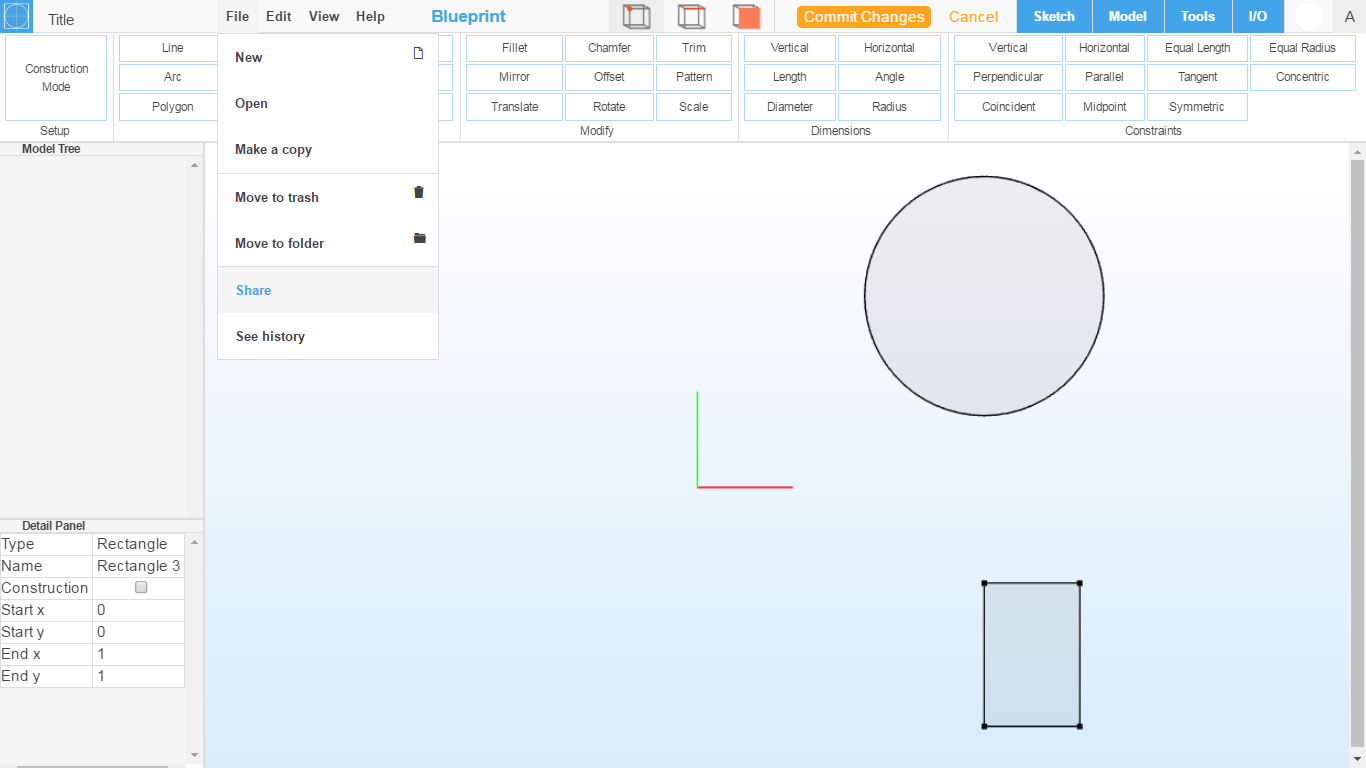 Title
File Edit View Help
Blueprint
Commit Changes Cancel
Sketch Model Tools I/O
A
New
Open
Make a copy
Move to trash
Move to folder
Share
See history
Construction
Mode
Setup
Line
Arc
Polygon
Fillet Chamfer Trim
Mirror Offset Pattern
Translate Rotate Scale
Modify
Vertical Horizontal
Length Angle
Diameter Radius
Dimensions
Vertical Horizontal Equal Length Equal Radius
Perpendicular Parallel Tangent Concentric
Coincident Midpoint Symmetric
Constraints
Model Tree
Detail Panel
Type Rectangle
Name Rectangle 3
Construction
Start x 0
Start y 0
End x 1
End y 1